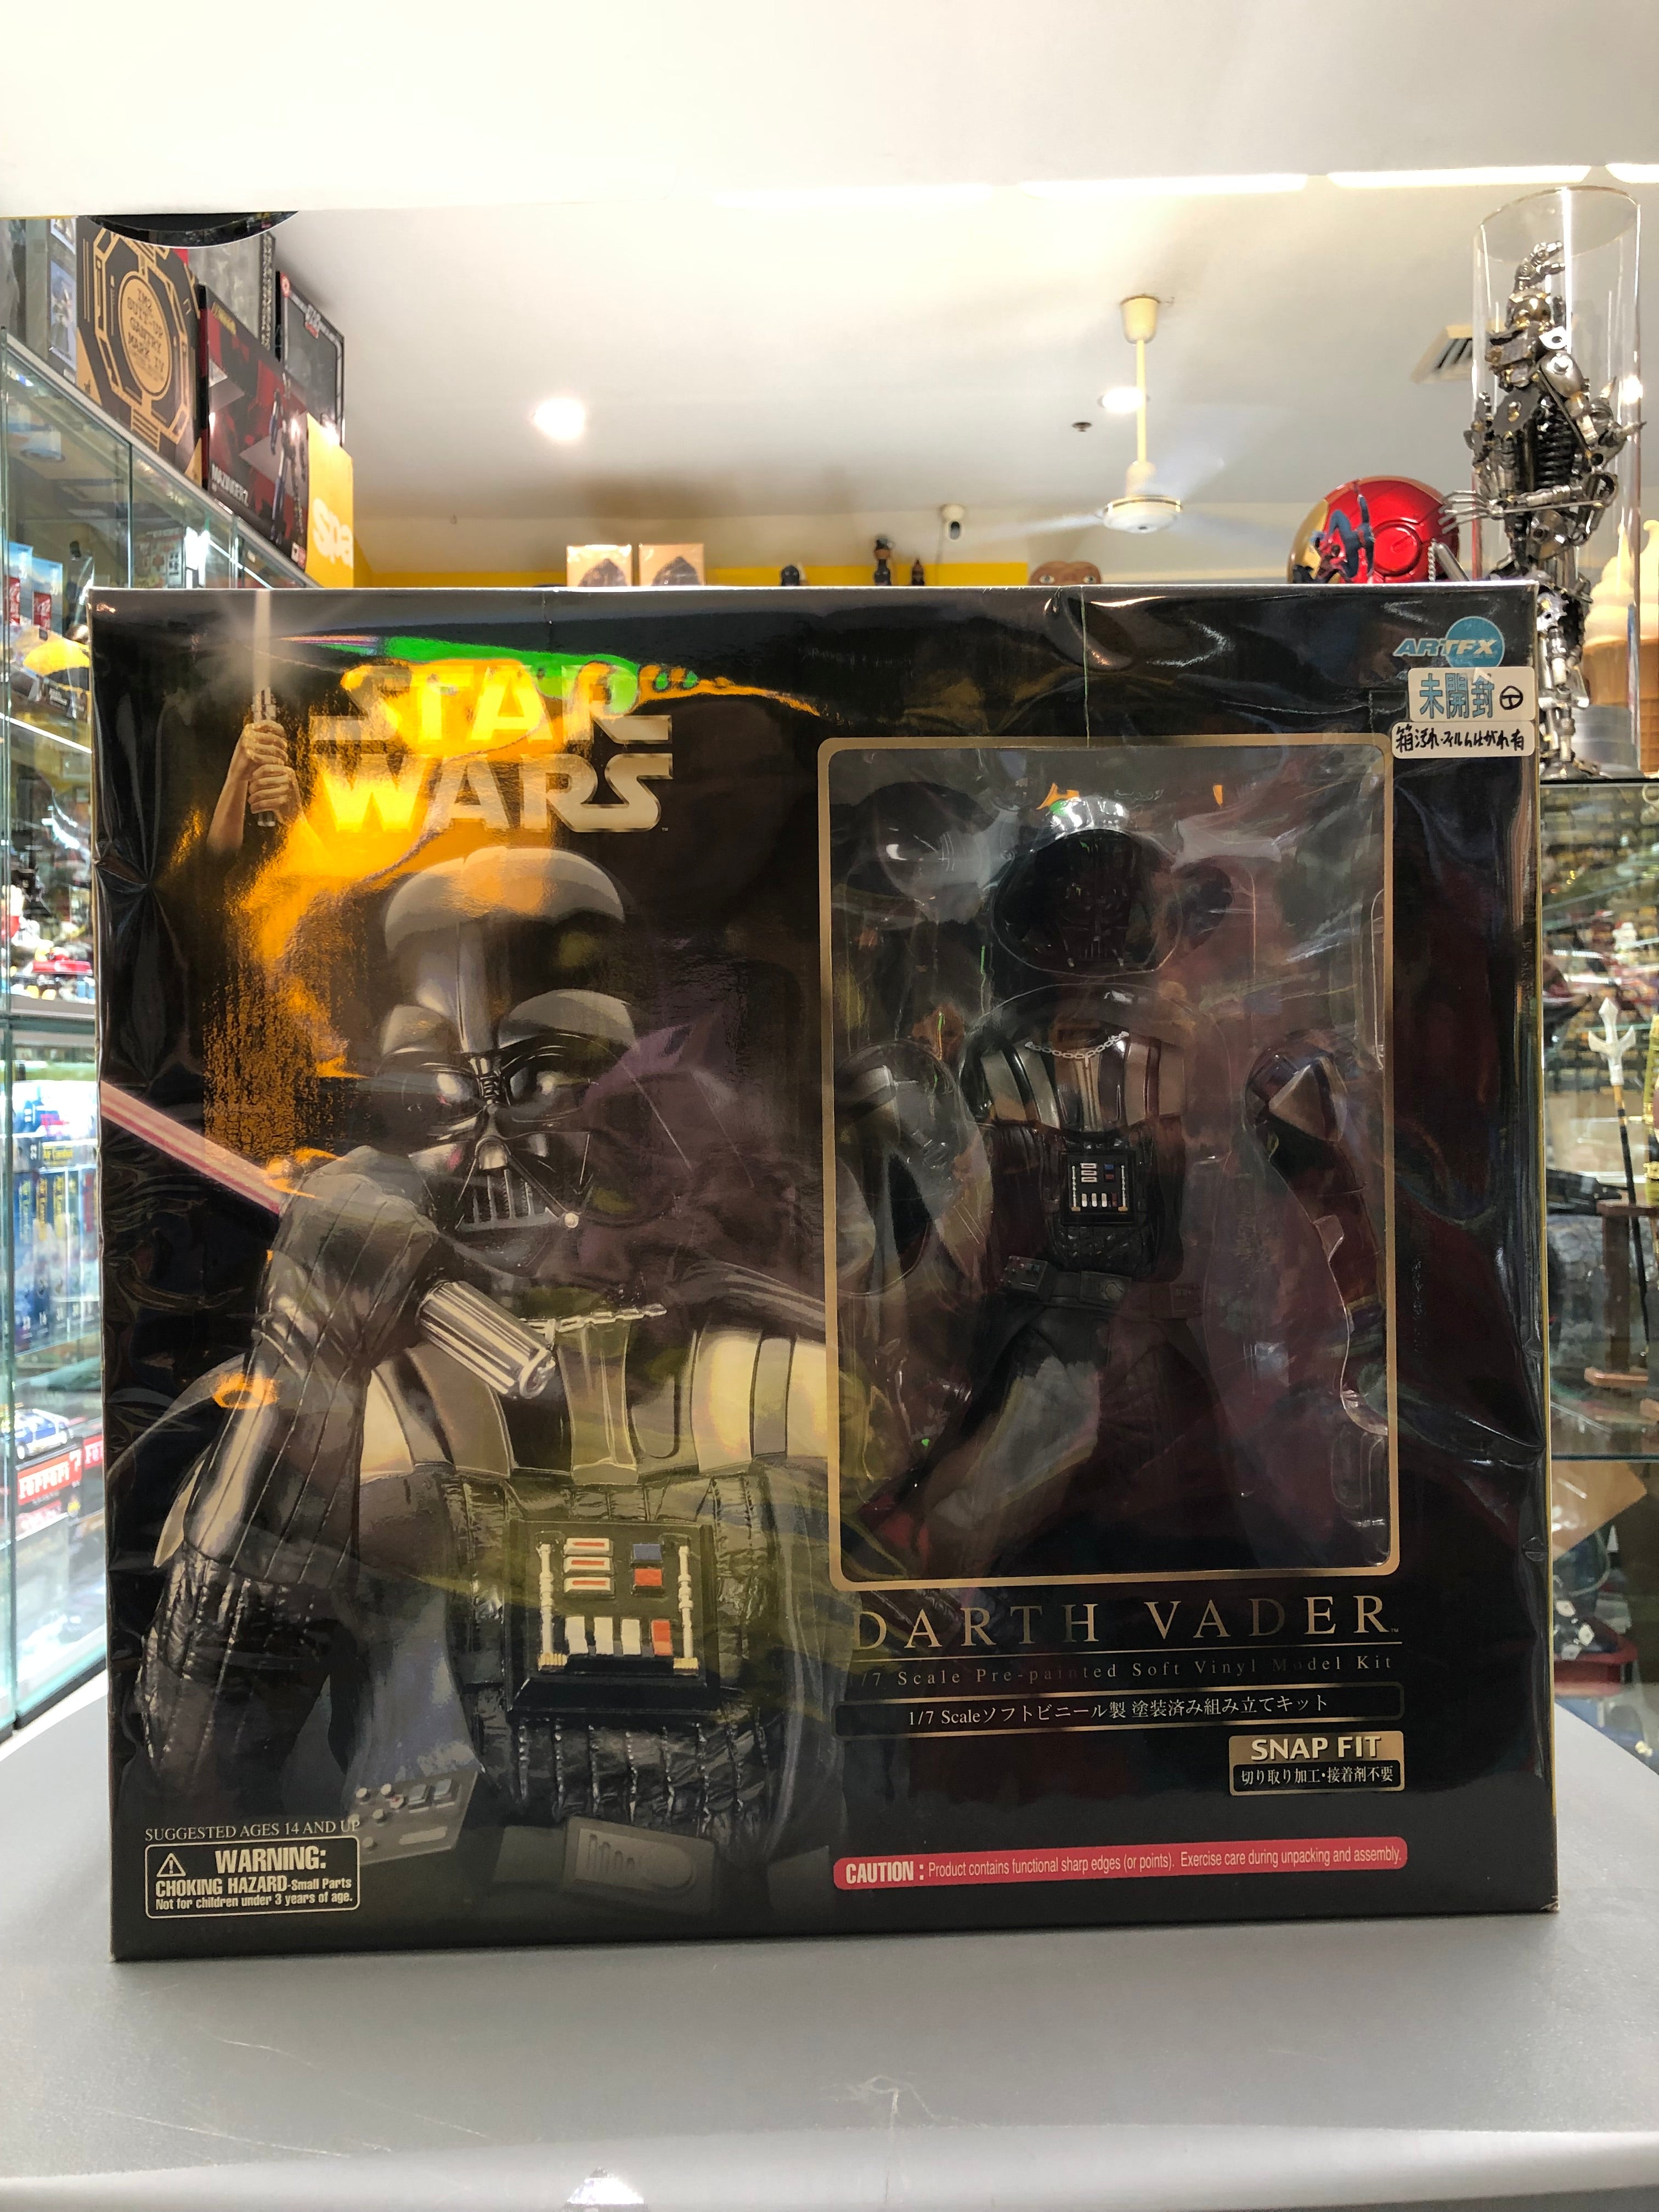 MAZINGER Z
spa
STAR
WARS
ARTFX
未開封
箱汚れ・フィルムはがれ有
DARTH VADER™
1/7 Scale Pre-painted Soft Vinyl Model Kit
1/7 Scaleソフトビニール製 塗装済み組み立てキット
SNAP FIT
切り取り加工・接着剤不要
SUGGESTED AGES 14 AND UP
WARNING:
CHOKING HAZARD-Small Parts
Not for children under 3 years of age.
CAUTION : Product contains functional sharp edges (or points). Exercise care during unpacking and assembly.
Ferrari